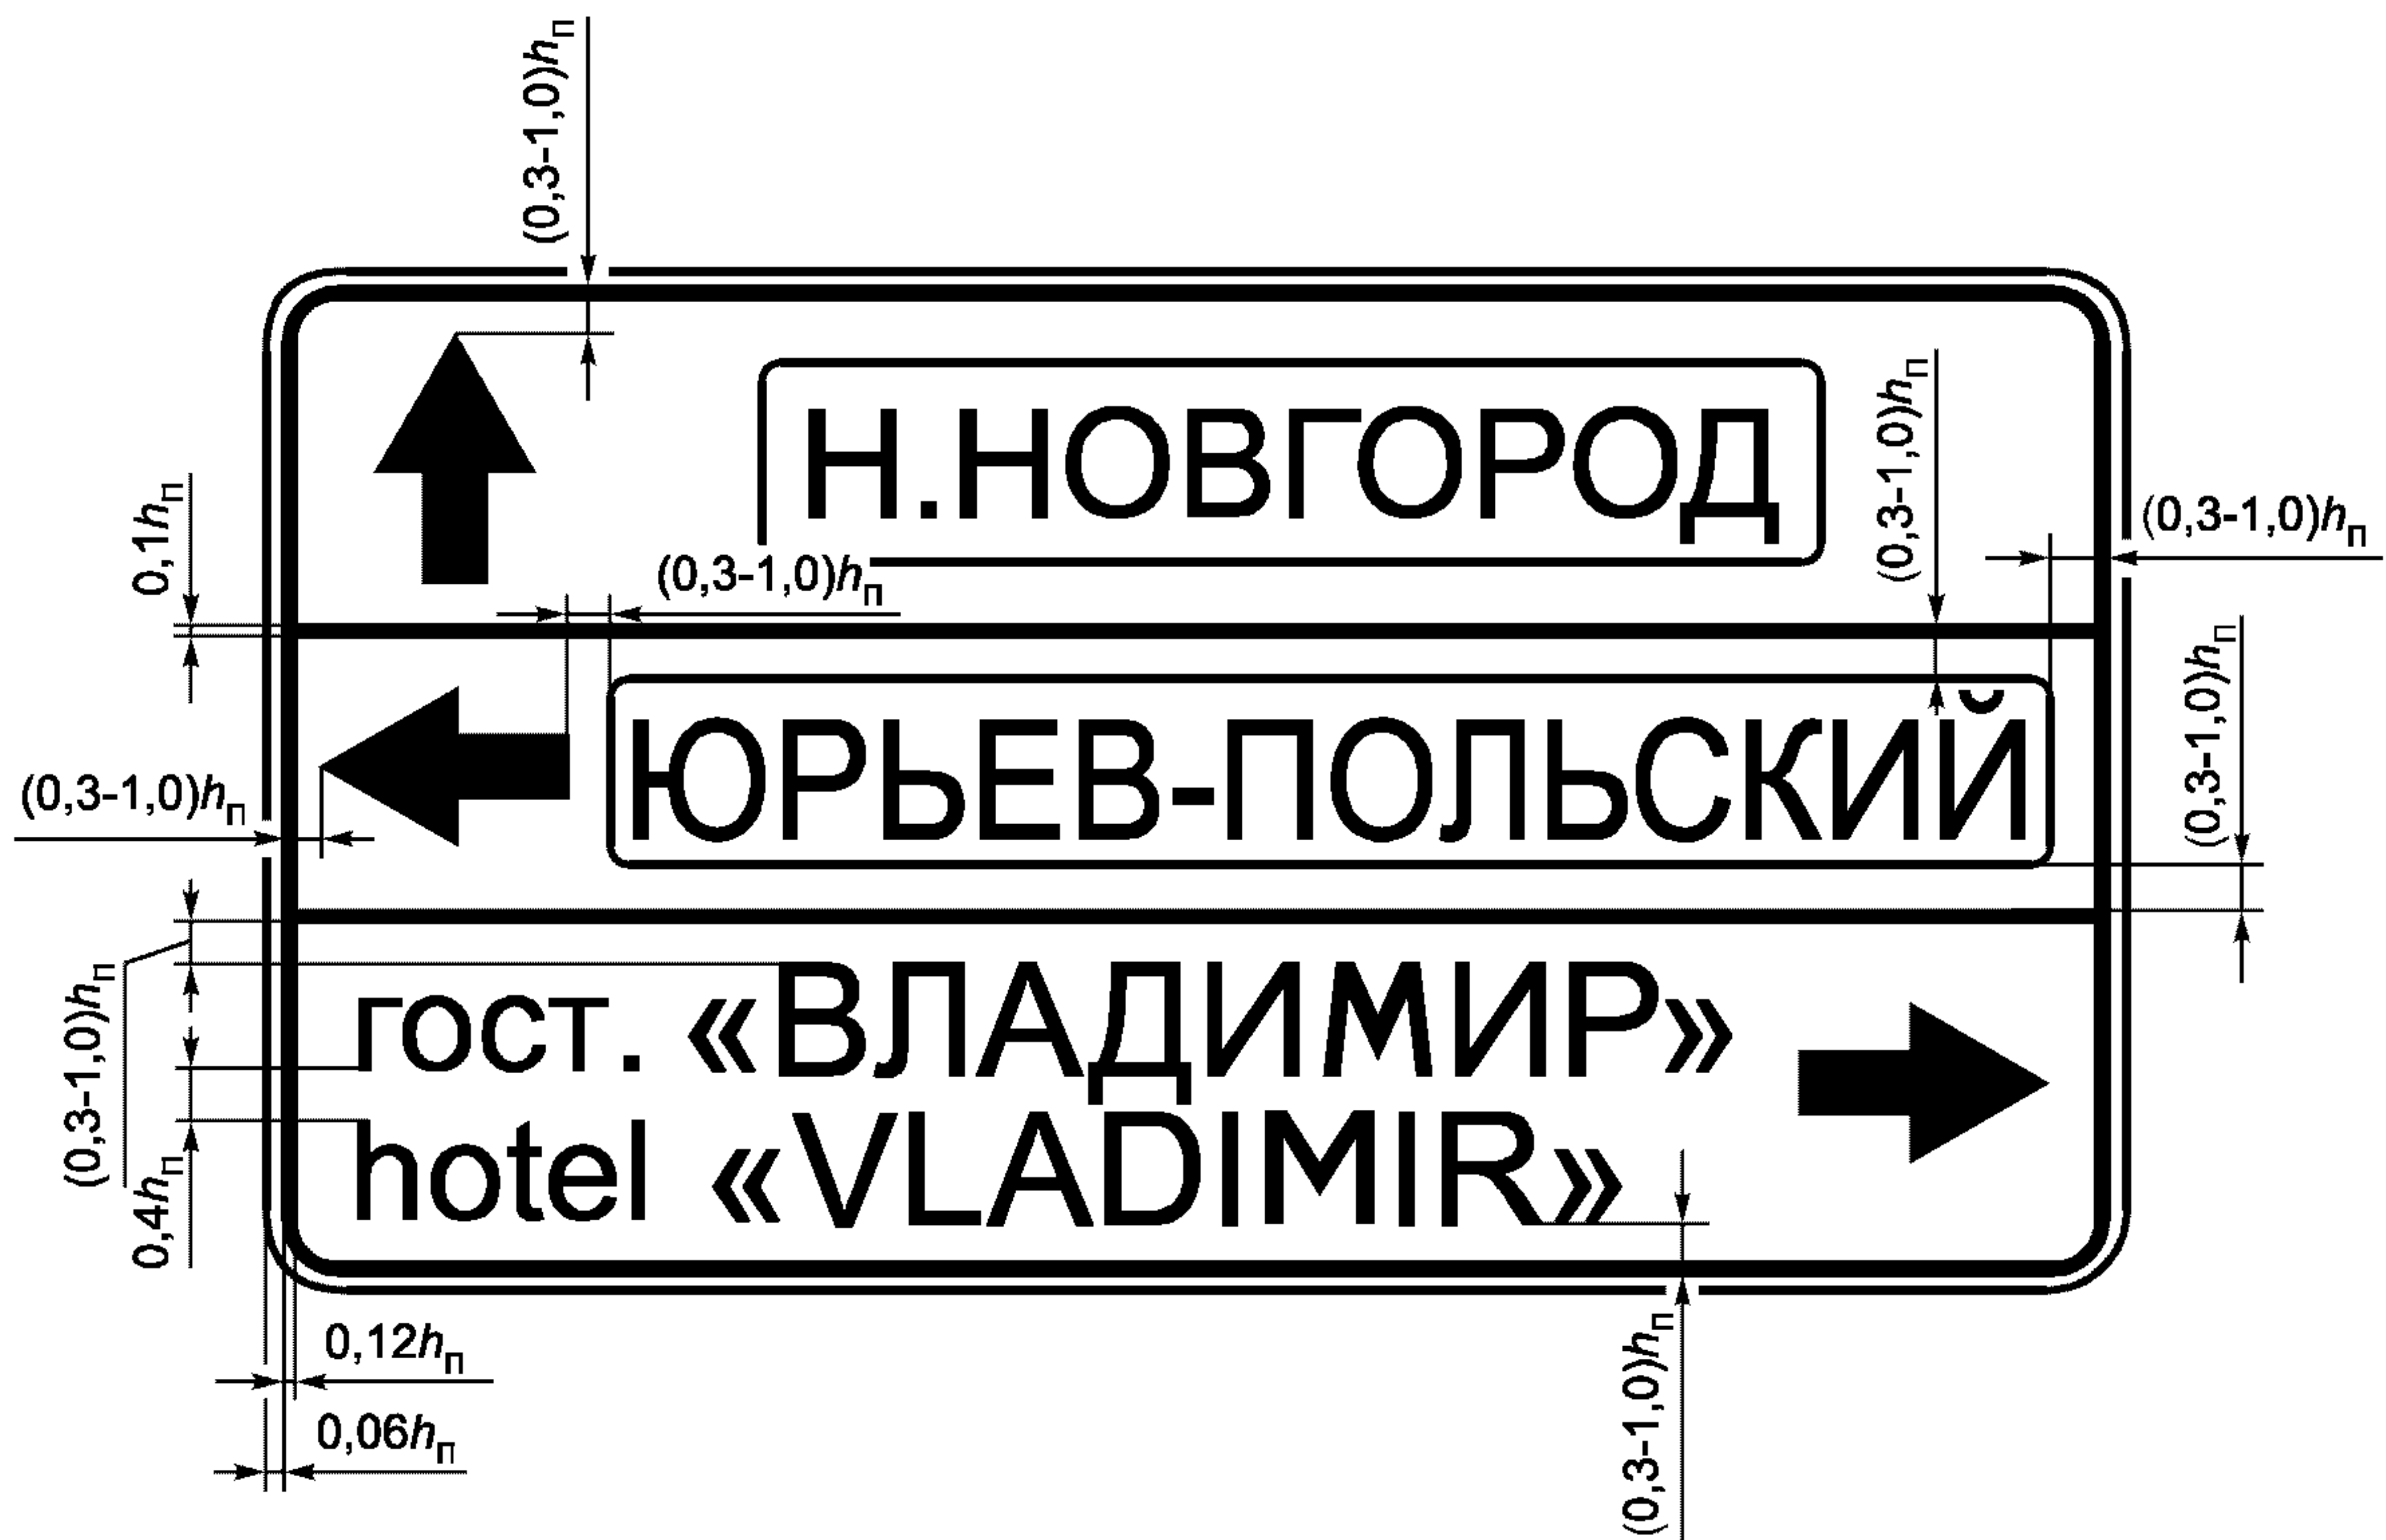 (0,3-1,0)hп
Н.НОВГОРОД
(0,3-1,0)hп
(0,3-1,0)hп
0,1hп
(0,3-1,0)hп
ЮРЬЕВ-ПОЛЬСКИЙ
(0,3-1,0)hп
(0,3-1,0)hп
гост. «ВЛАДИМИР»
hotel «VLADIMIR»
(0,3-1,0)hп
0,4hп
0,12hп
0,06hп
(0,3-1,0)hп